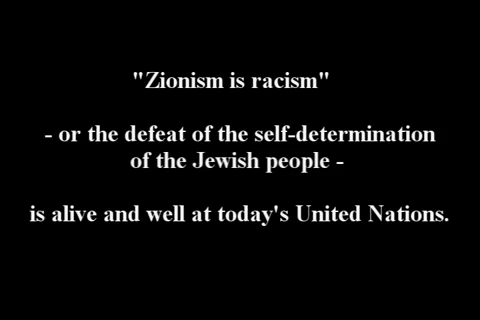 "Zionism is racism"
- or the defeat of the self-determination
of the Jewish people -
is alive and well at today's United Nations.